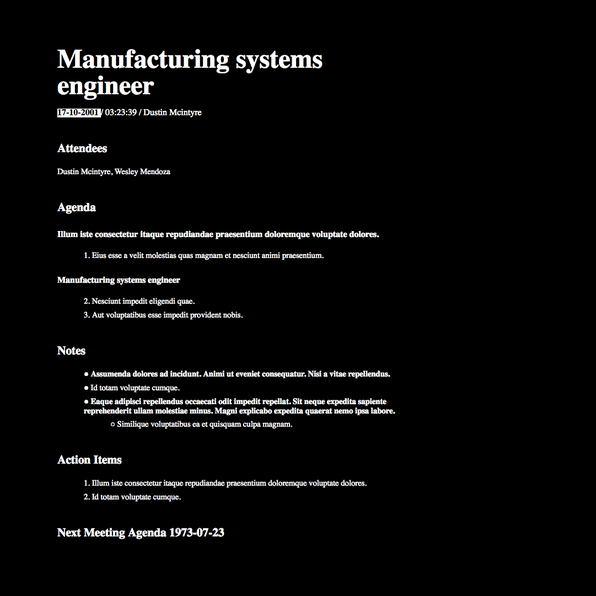 Manufacturing systems
engineer
17-10-2001 / 03:23:39 / Dustin Mcintyre
Attendees
Dustin Mcintyre, Wesley Mendoza
Agenda
Illum iste consectetur itaque repudiandae praesentium doloremque voluptate dolores.
1. Eius esse a velit molestias quas magnam et nesciunt animi praesentium.
Manufacturing systems engineer
2. Nesciunt impedit eligendi quae.
3. Aut voluptatibus esse impedit provident nobis.
Notes
● Assumenda dolores ad incidunt. Animi ut eveniet consequatur. Nisi a vitae repellendus.
● Id totam voluptate cumque.
● Eaque adipisci repellendus occaecati odit impedit repellat. Sit neque expedita sapiente
reprehenderit ullam molestiae minus. Magni explicabo expedita quaerat nemo ipsa labore.
○ Similique voluptatibus ea et quisquam culpa magnam.
Action Items
1. Illum iste consectetur itaque repudiandae praesentium doloremque voluptate dolores.
2. Id totam voluptate cumque.
Next Meeting Agenda 1973-07-23